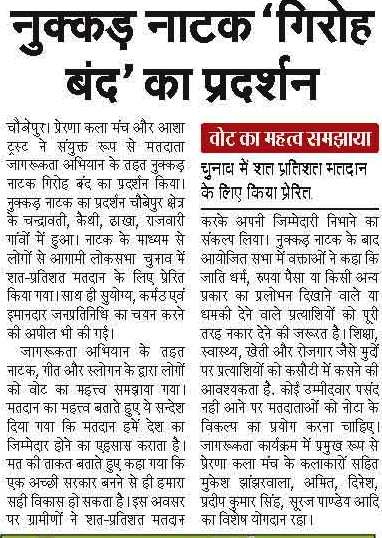 नुक्कड़ नाटक ‘गिरोह
बंद’ का प्रदर्शन
चौबेपुर। प्रेरणा कला मंच और आशा
ट्रस्ट ने संयुक्त रूप से मतदाता
जागरूकता अभियान के तहत नुक्कड़
नाटक गिरोह बंद का प्रदर्शन किया।
नुक्कड़ नाटक का प्रदर्शन चौबेपुर क्षेत्र
के चन्द्रावती, कैथी, ढाखा, राजवारी
गांवों में हुआ। नाटक के माध्यम से
लोगों से आगामी लोकसभा चुनाव में
शत-प्रतिशत मतदान के लिए प्रेरित
किया गया। साथ ही सुयोग्य, कर्मठ एवं
इमानदार जनप्रतिनिधि का चयन करने
की अपील भी की गई।
जागरूकता अभियान के तहत
नाटक, गीत और स्लोगन के द्वारा लोगों
को वोट का महत्त्व समझाया गया।
मतदान का महत्त्व बताते हुए ये सन्देश
दिया गया कि मतदान हमें देश का
जिम्मेदार होने का एहसास कराता है।
मत की ताकत बताते हुए कहा गया कि
एक अच्छी सरकार बनने से ही हमारा
सही विकास हो सकता है। इस अवसर
पर ग्रामीणों ने शत-प्रतिशत मतदान
वोट का महत्व समझाया
चुनाव में शत प्रतिशत मतदान
के लिए किया प्रेरित
करके अपनी जिम्मेदारी निभाने का
संकल्प लिया। नुक्कड़ नाटक के बाद
आयोजित सभा में वक्ताओं ने कहा कि
जाति धर्म, रुपया पैसा या किसी अन्य
प्रकार का प्रलोभन दिखाने वाले या
धमकी देने वाले प्रत्याशियों को पूरी
तरह नकार देने की जरूरत है। शिक्षा,
स्वास्थ्य, खेती और रोजगार जैसे मुद्दों
पर प्रत्याशियों को कसौटी में कसने की
आवश्यकता है. कोई उम्मीदवार पसंद
नही आने पर मतदाताओं को नोटा के
विकल्प का प्रयोग करना चाहिए।
जागरूकता कार्यक्रम में प्रमुख रूप से
प्रेरणा कला मंच के कलाकारों सहित
मुकेश झांझरवाला, अमित, दिनेश,
प्रदीप कुमार सिंह, सूरज पाण्डेय आदि
का विशेष योगदान रहा।